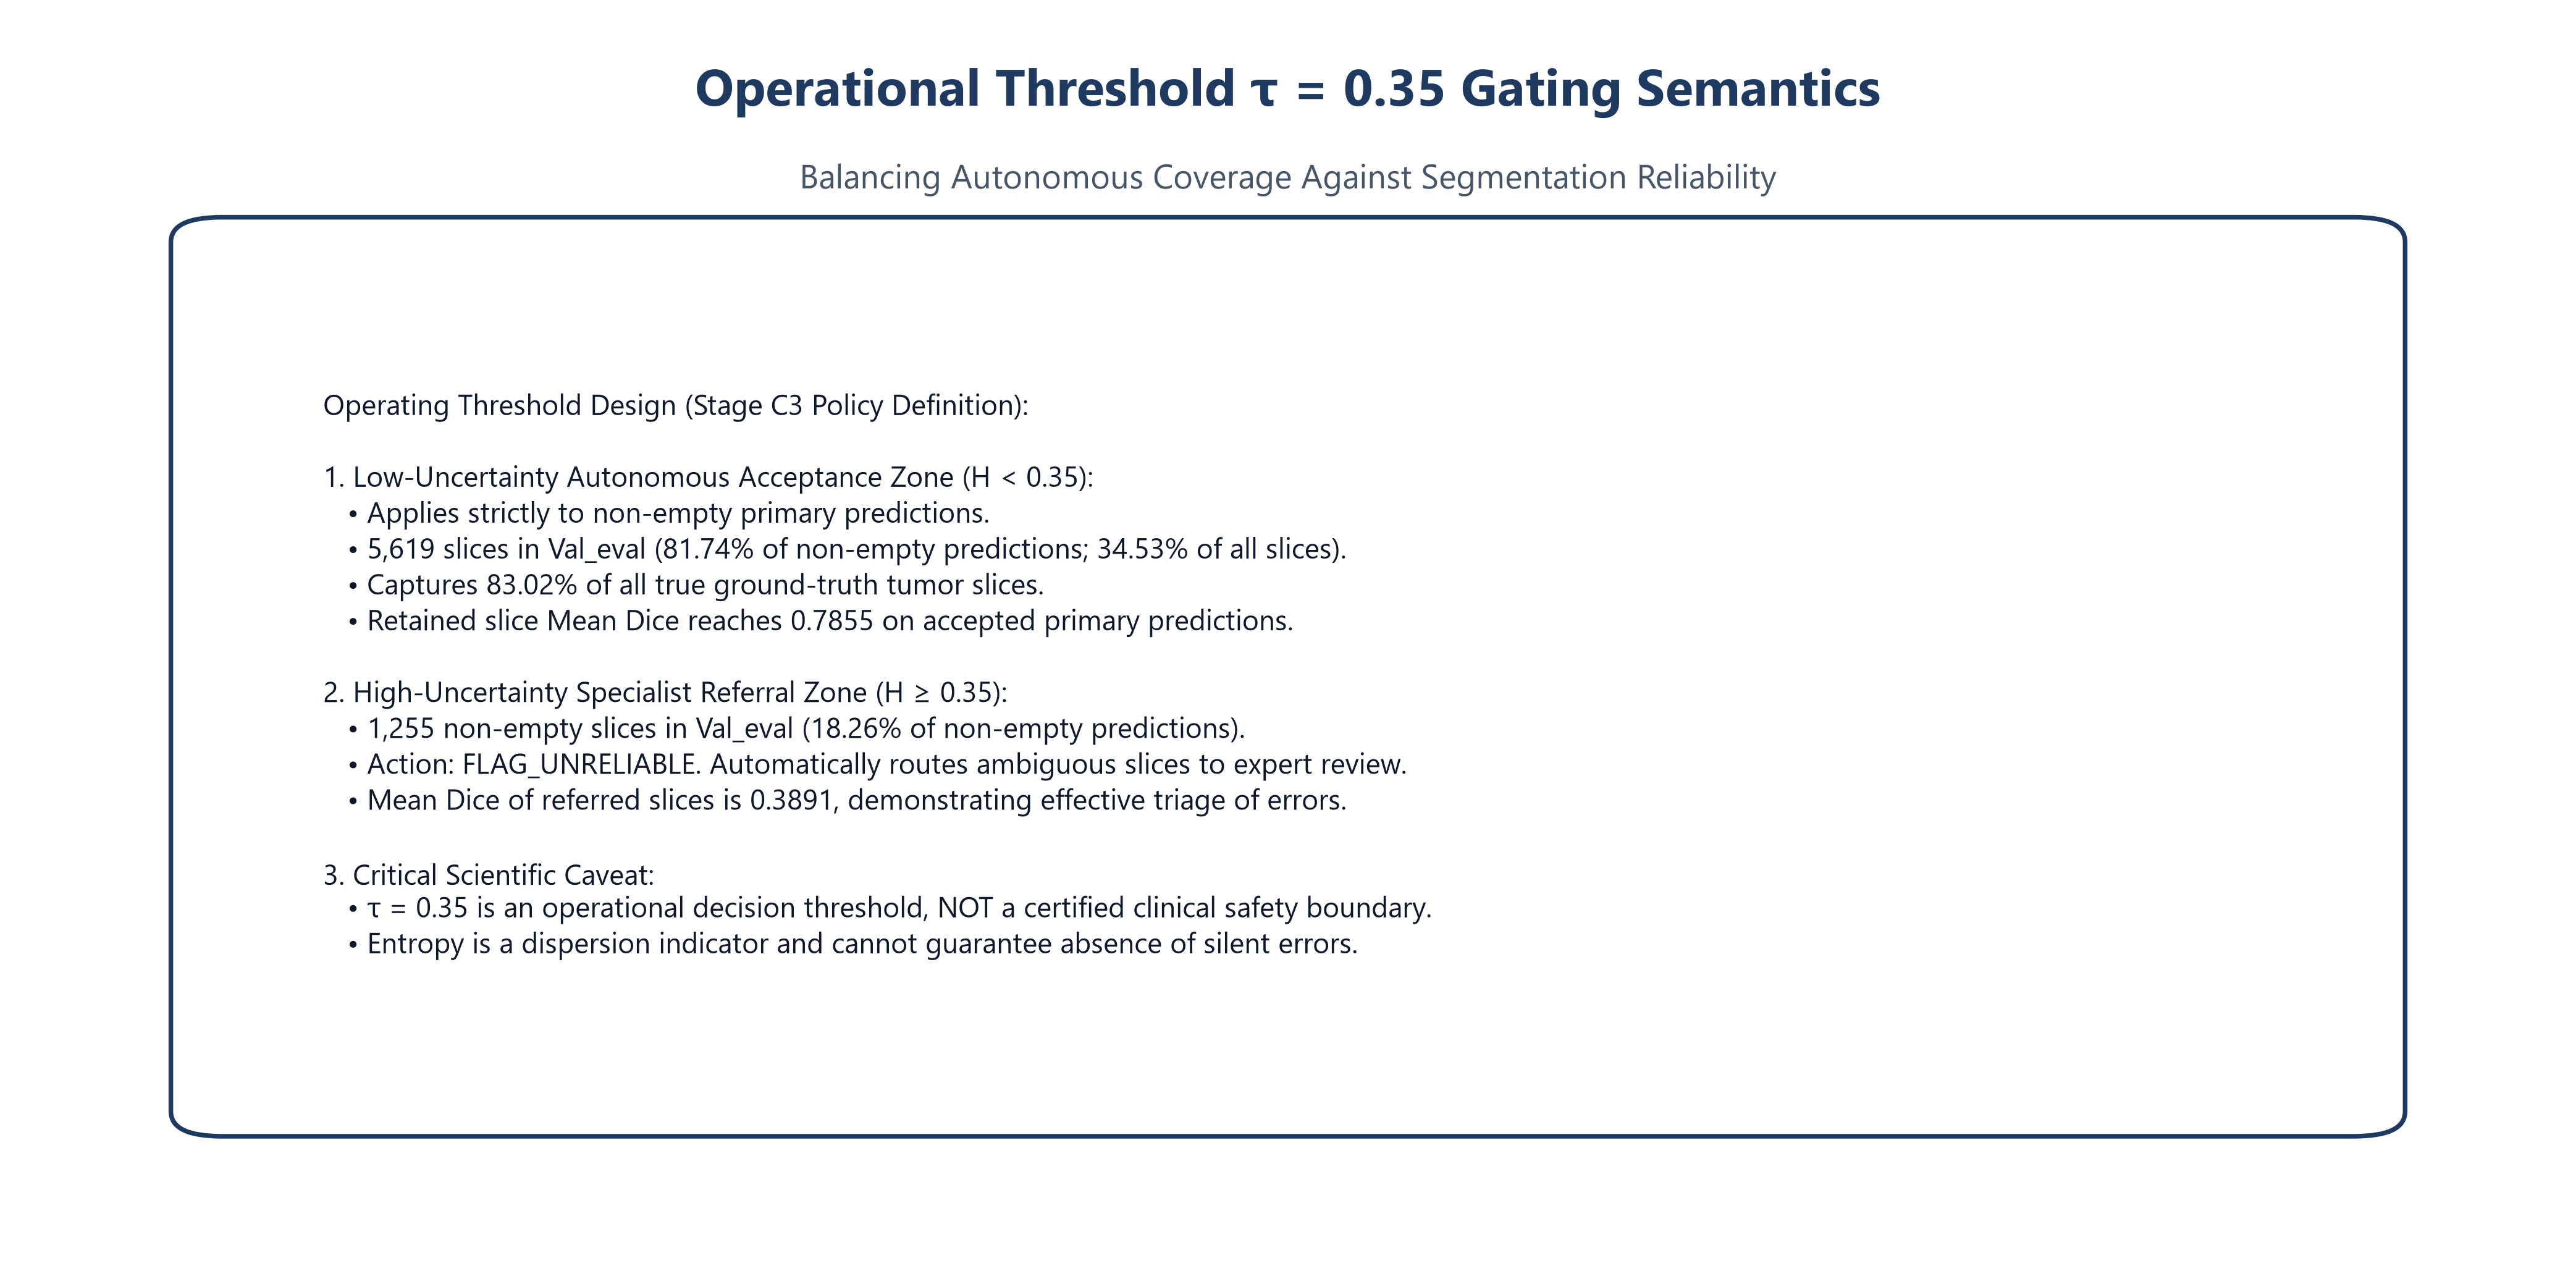 Operational Threshold τ = 0.35 Gating Semantics
Balancing Autonomous Coverage Against Segmentation Reliability
Operating Threshold Design (Stage C3 Policy Definition):
1. Low-Uncertainty Autonomous Acceptance Zone (H < 0.35):
• Applies strictly to non-empty primary predictions.
• 5,619 slices in Val_eval (81.74% of non-empty predictions; 34.53% of all slices).
• Captures 83.02% of all true ground-truth tumor slices.
• Retained slice Mean Dice reaches 0.7855 on accepted primary predictions.
2. High-Uncertainty Specialist Referral Zone (H ≥ 0.35):
• 1,255 non-empty slices in Val_eval (18.26% of non-empty predictions).
• Action: FLAG_UNRELIABLE. Automatically routes ambiguous slices to expert review.
• Mean Dice of referred slices is 0.3891, demonstrating effective triage of errors.
3. Critical Scientific Caveat:
• τ = 0.35 is an operational decision threshold, NOT a certified clinical safety boundary.
• Entropy is a dispersion indicator and cannot guarantee absence of silent errors.